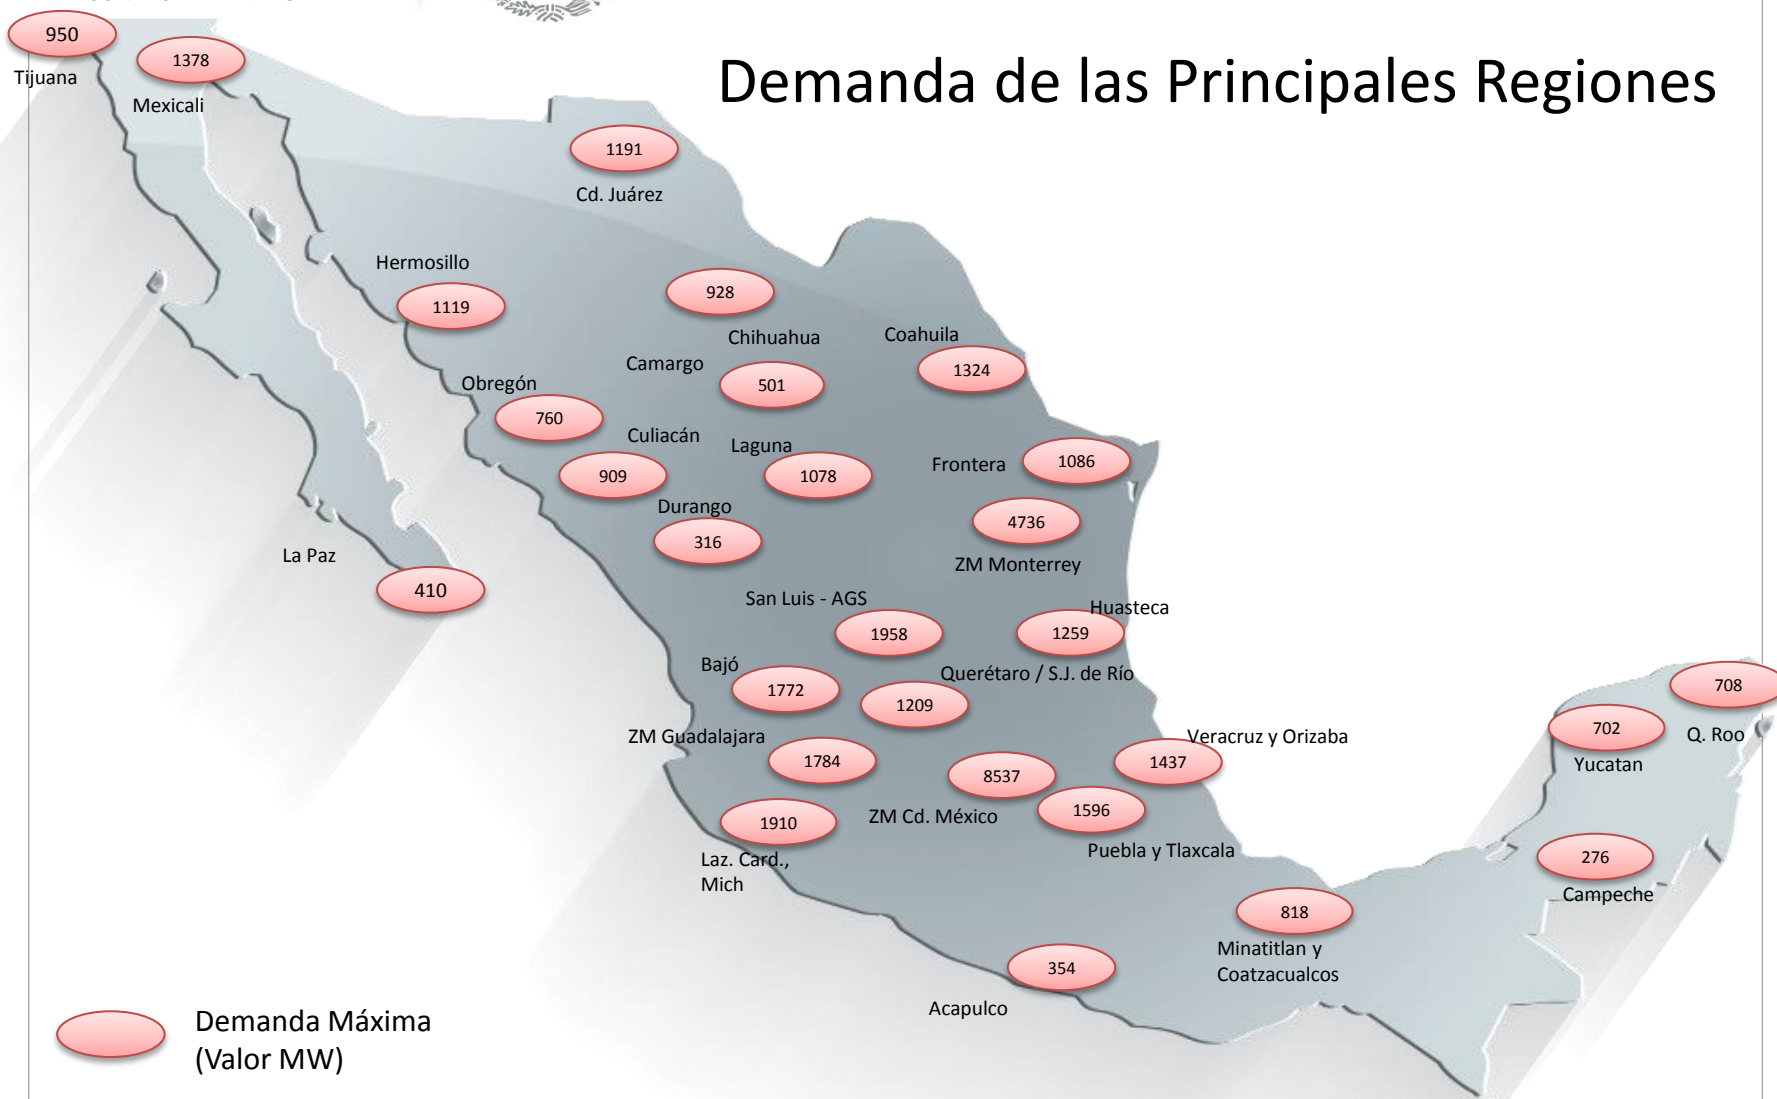 Demanda de las Principales Regiones
950
Tijuana
1378
Mexicali
1191
Cd. Juárez
Hermosillo
1119
928
Chihuahua
Camargo
501
Coahuila
1324
Obregón
760
Culiacán
909
Laguna
1078
Frontera
1086
Durango
316
4736
ZM Monterrey
La Paz
410
San Luis - AGS
1958
Huasteca
1259
Bajó
1772
Querétaro / S.J. de Río
1209
ZM Guadalajara
1784
8537
ZM Cd. México
Veracruz y Orizaba
1437
1596
Puebla y Tlaxcala
1910
Laz. Card.,
Mich
708
Q. Roo
702
Yucatan
276
Campeche
818
Minatitlan y
Coatzacualcos
354
Acapulco
Demanda Máxima
(Valor MW)